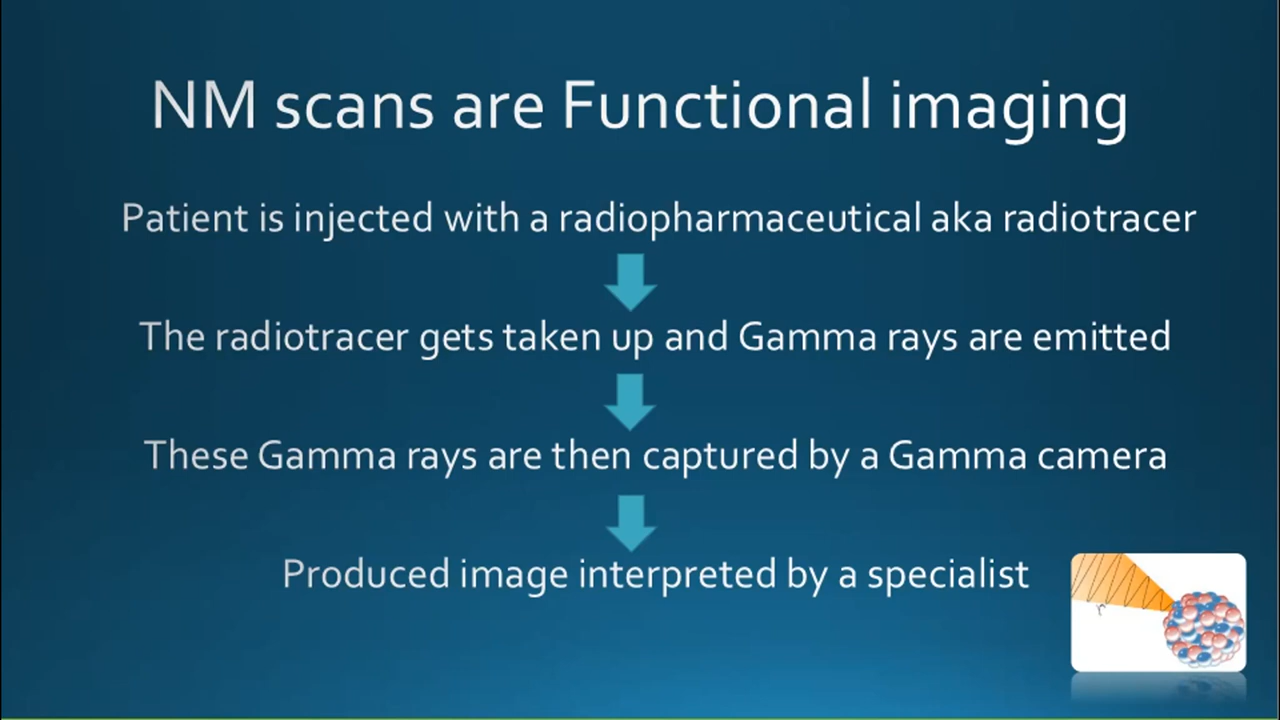 NM scans are Functional imaging
Patient is injected with a radiopharmaceutical aka radiotracer
The radiotracer gets taken up and Gamma rays are emitted
These Gamma rays are then captured by a Gamma camera
Produced image interpreted by a specialist
r